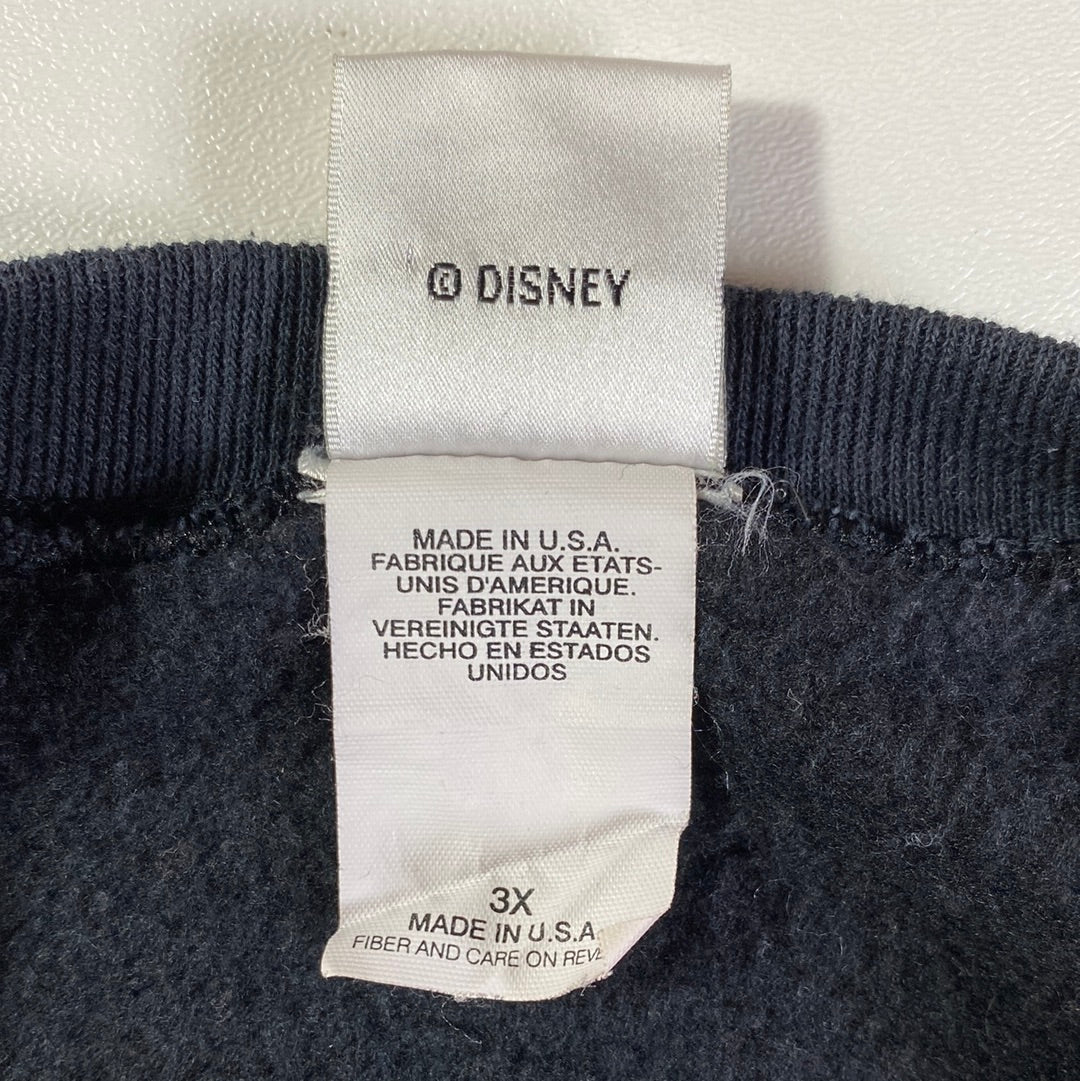 © DISNEY
MADE IN U.S.A.
FABRIQUE AUX ETATS-
UNIS D'AMERIQUE.
FABRIKAT IN
VEREINIGTE STAATEN.
HECHO EN ESTADOS
UNIDOS
3X
MADE IN U.S.A
FIBER AND CARE ON REVE